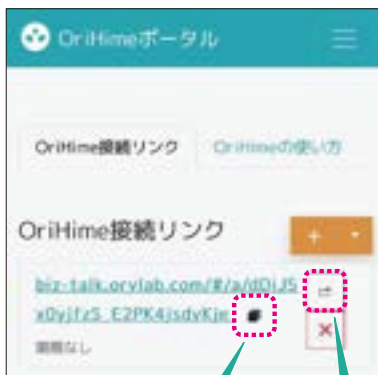 OriHimeポータル
OriHime接続リンク
OriHimeの使い方
OriHime接続リンク
+
biz-talk.orylab.com/#/a/dDiJS
x0yjfzS_E2PK4jsdvKje
期限なし